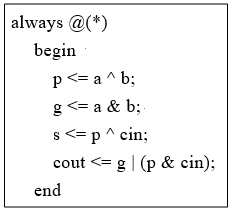 always @(*)
begin
p <= a ^ b;
g <= a & b;
s <= p ^ cin;
cout <= g | (p & cin);
end